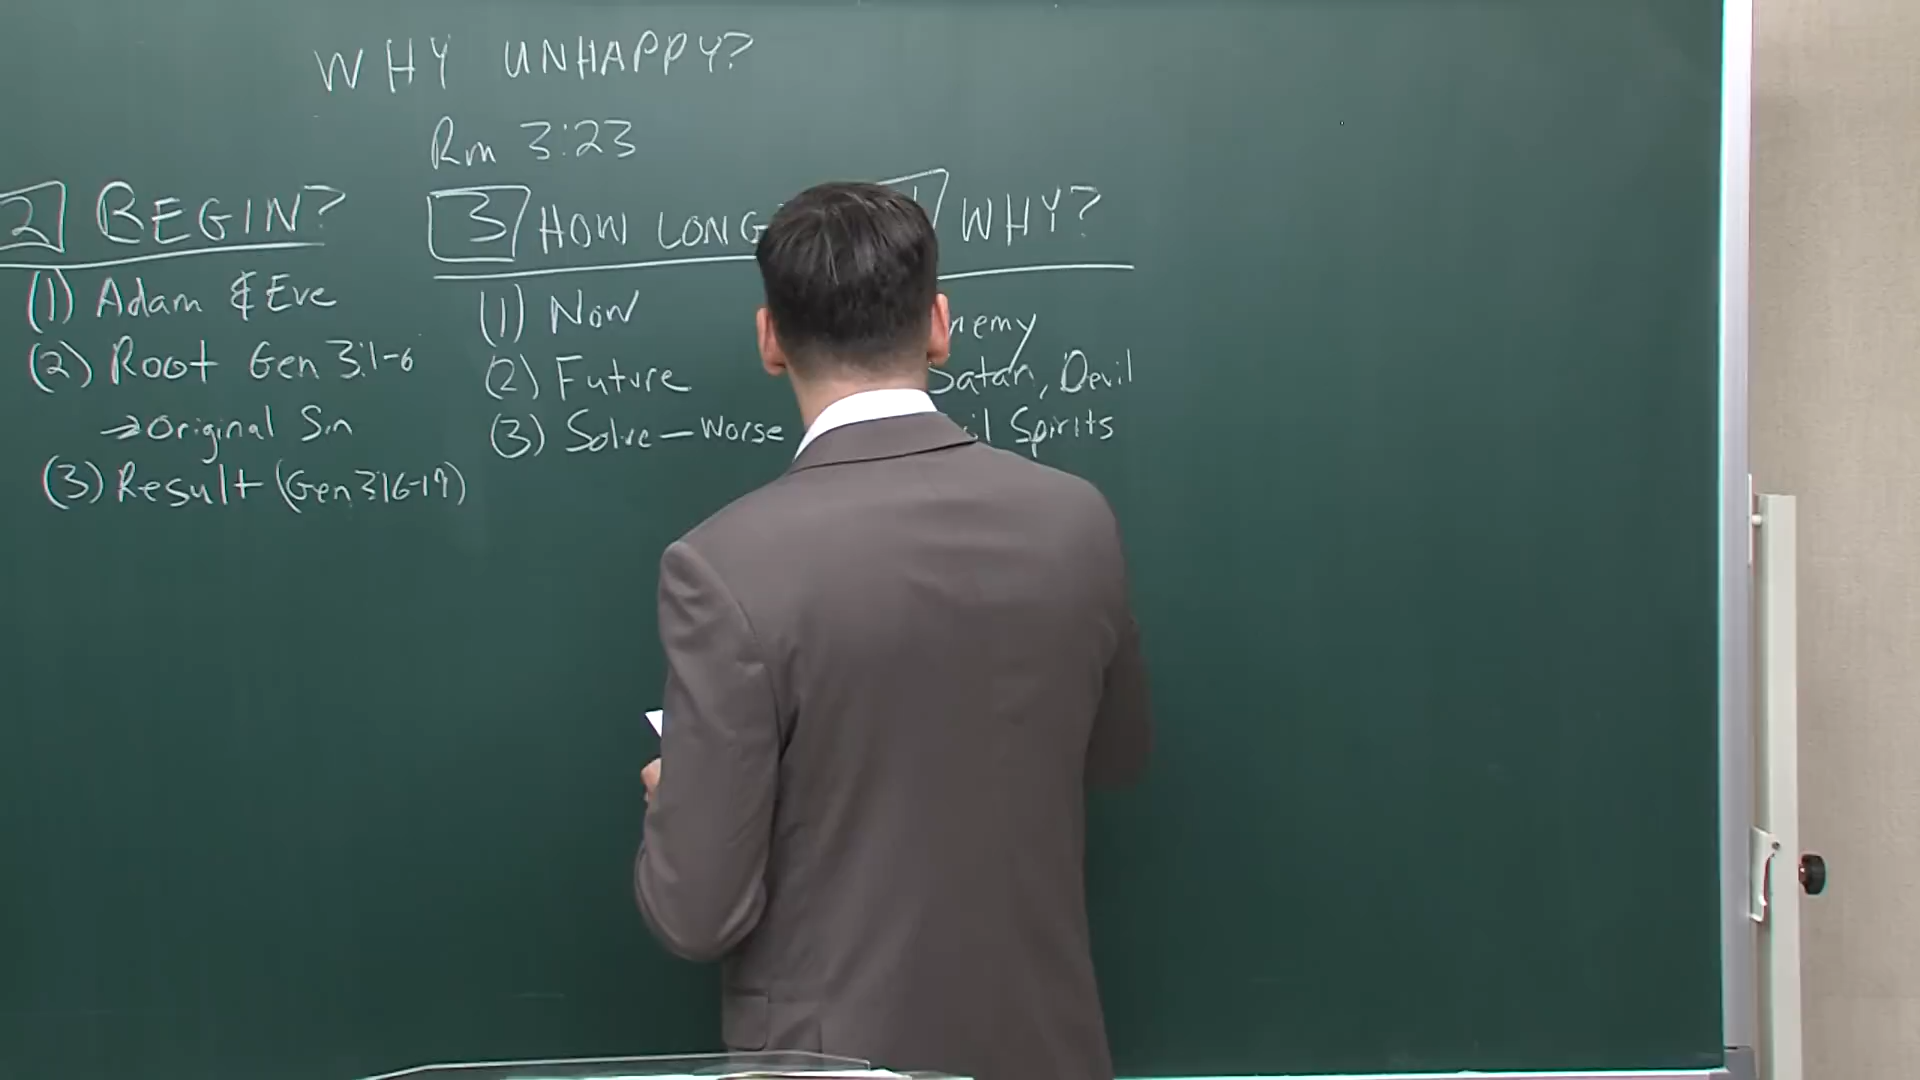 WHY UNHAPPY?
Rm 3:23
2 BEGIN?
(1) Adam & Eve
(2) Root Gen 3:1-6
→ Original Sin
(3) Result (Gen 3:16-19)
3 HOW LONG
(1) Now
(2) Future
(3) Solve - Worse
WHY?
nemy
Satan, Devil
il Spirits